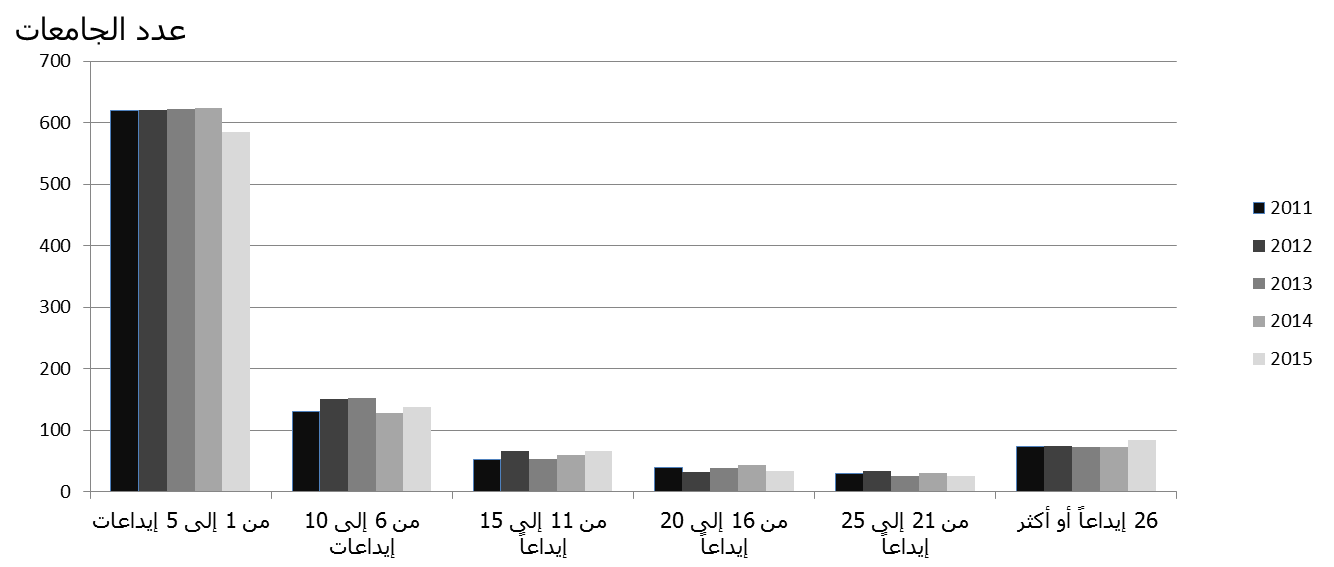 عدد الجامعات
700
600
500
400
300
200
100
0
من 1 إلى 5 إيداعات
من 6 إلى 10
إيداعات
من 11 إلى 15
إيداعاً
من 16 إلى 20
إيداعاً
من 21 إلى 25
إيداعاً
26 إيداعاً أو أكثر
2011
2012
2013
2014
2015